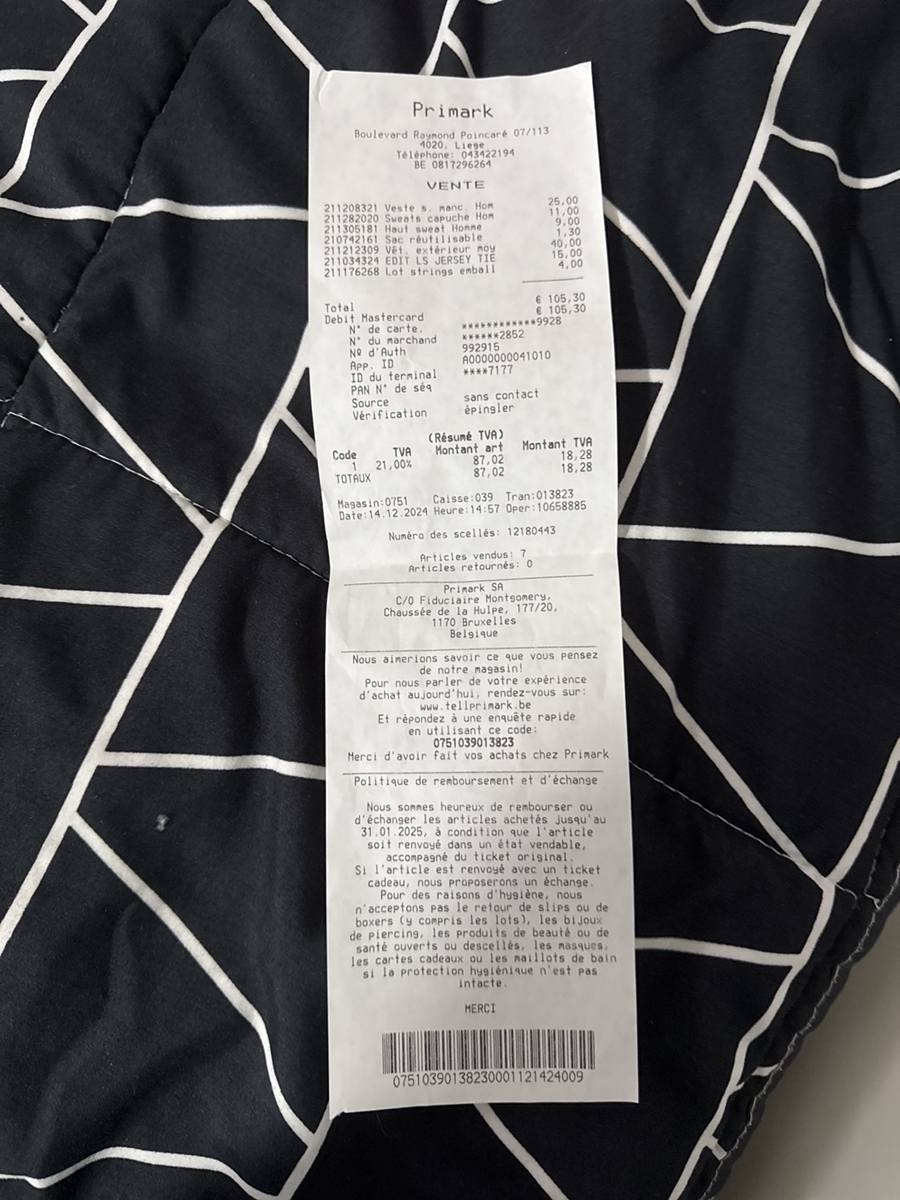 Primark
Boulevard Raymond Poincaré 07/113
4020, Liege
Téléphone: 043422194
BE 0817296264
VENTE
211208321 Veste s. manc. Hom 25,00
211282020 Sweats capuche Hom 11,00
211305181 Haut sweat Homme 9,00
210742161 Sac réutilisable 1,30
211212309 Vêt. extérieur moy 40,00
211034324 EDIT LS JERSEY TIE 15,00
211176268 Lot strings emball 4,00
Total € 105,30
Debit Mastercard € 105,30
N° de carte. ************9928
N° du marchand ******2852
Nº d'Auth 992915
App. ID A0000000041010
ID du terminal ****7177
PAN N° de séq
Source sans contact
Vérification épingler
(Résumé TVA)
Code TVA Montant art Montant TVA
1 21,00% 87,02 18,28
TOTAUX 87,02 18,28
Magasin:0751 Caisse:039 Tran:013823
Date:14.12.2024 Heure:14:57 Oper:10658885
Numéro des scellés: 12180443
Articles vendus: 7
Articles retournés: 0
Primark SA
C/O Fiduciaire Montgomery,
Chaussée de la Hulpe, 177/20,
1170 Bruxelles
Belgique
Nous aimerions savoir ce que vous pensez
de notre magasin!
Pour nous parler de votre expérience
d'achat aujourd'hui, rendez-vous sur:
www.tellprimark.be
Et répondez à une enquête rapide
en utilisant ce code:
0751039013823
Merci d'avoir fait vos achats chez Primark
Politique de remboursement et d'échange
Nous sommes heureux de rembourser ou
d'échanger les articles achetés jusqu'au
31.01.2025, à condition que l'article
soit renvoyé dans un état vendable,
accompagné du ticket original.
Si l'article est renvoyé avec un ticket
cadeau, nous proposerons un échange.
Pour des raisons d'hygiène, nous
n'acceptons pas le retour de slips ou de
boxers (y compris les lots), les bijoux
de piercing, les produits de beauté ou de
santé ouverts ou descellés, les masques,
les cartes cadeaux ou les maillots de bain
si la protection hygiénique n'est pas
intacte.
MERCI
07510390138230001121424009